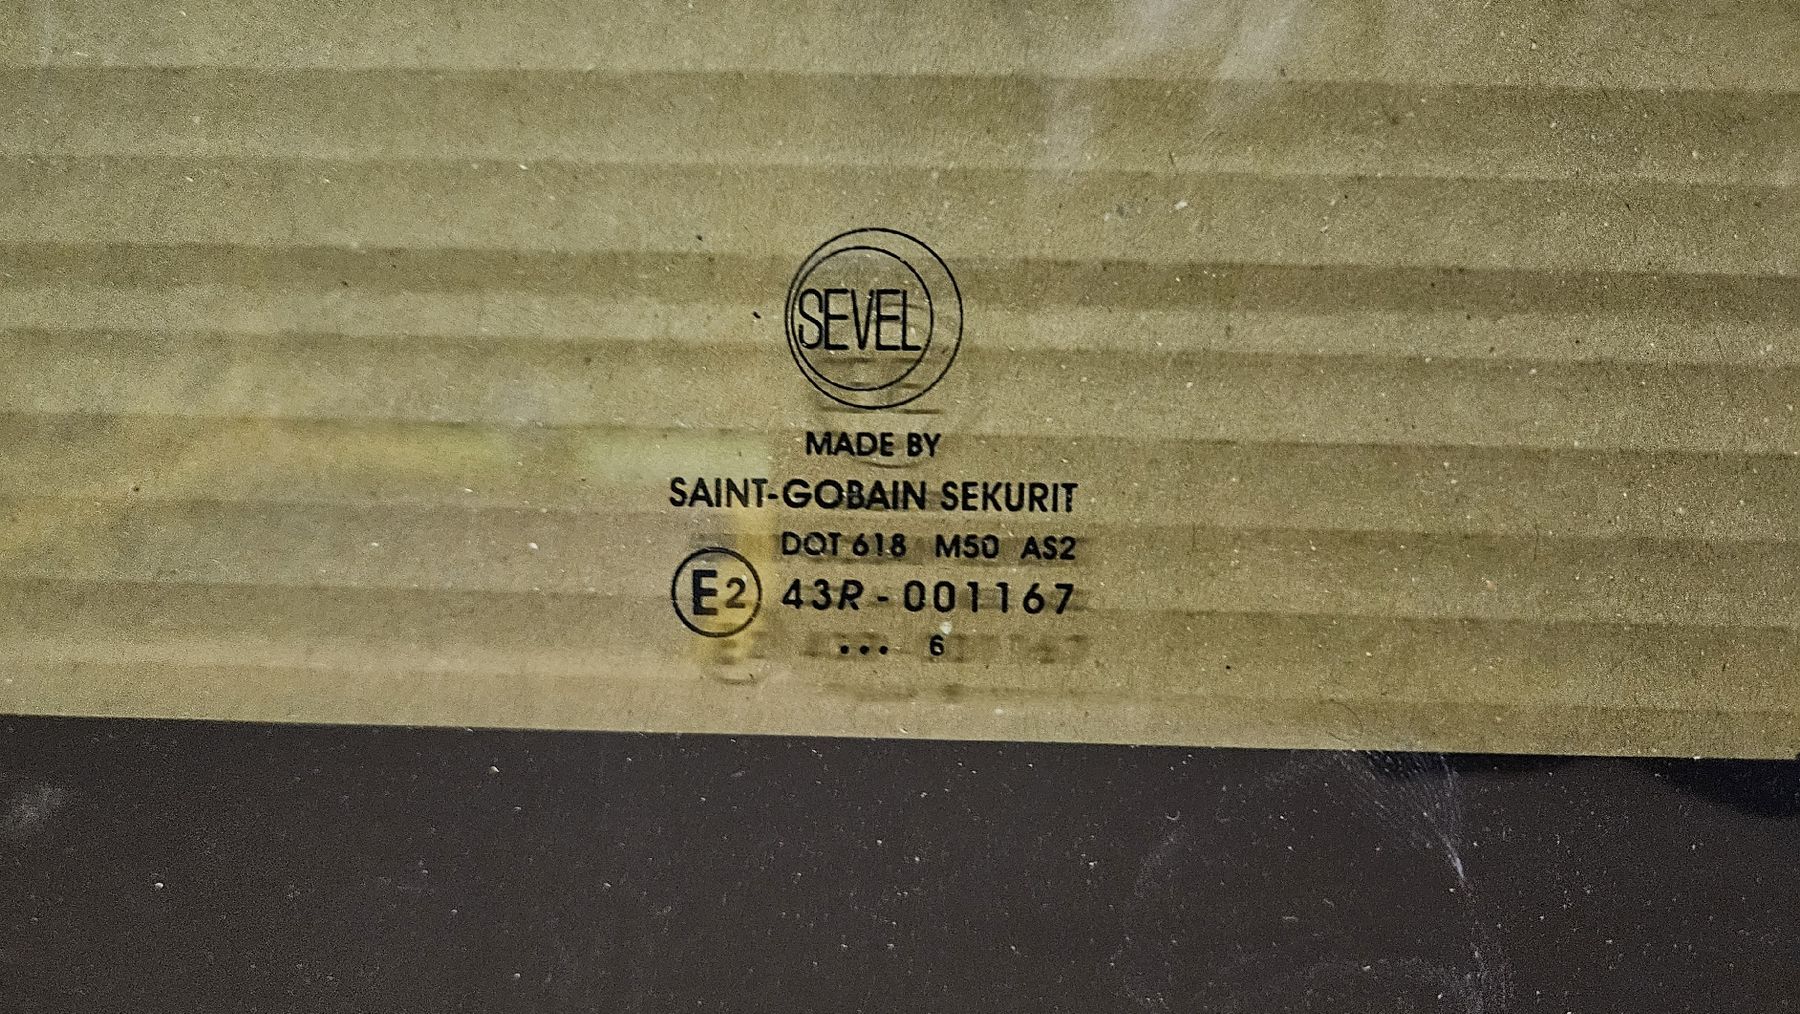 SEVEL
MADE BY
SAINT-GOBAIN SEKURIT
DOT 618 M50 AS2
E2 43R-001167
... 6